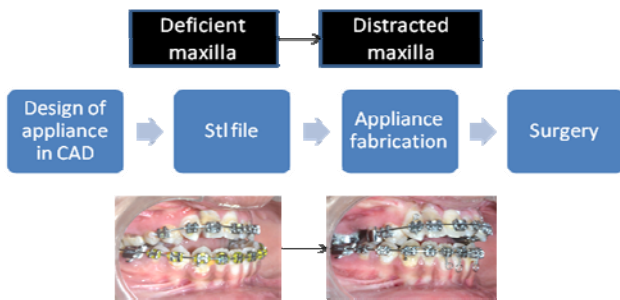 Deficient
maxilla
Distracted
maxilla
Design of
appliance
in CAD
Stl file
Appliance
fabrication
Surgery